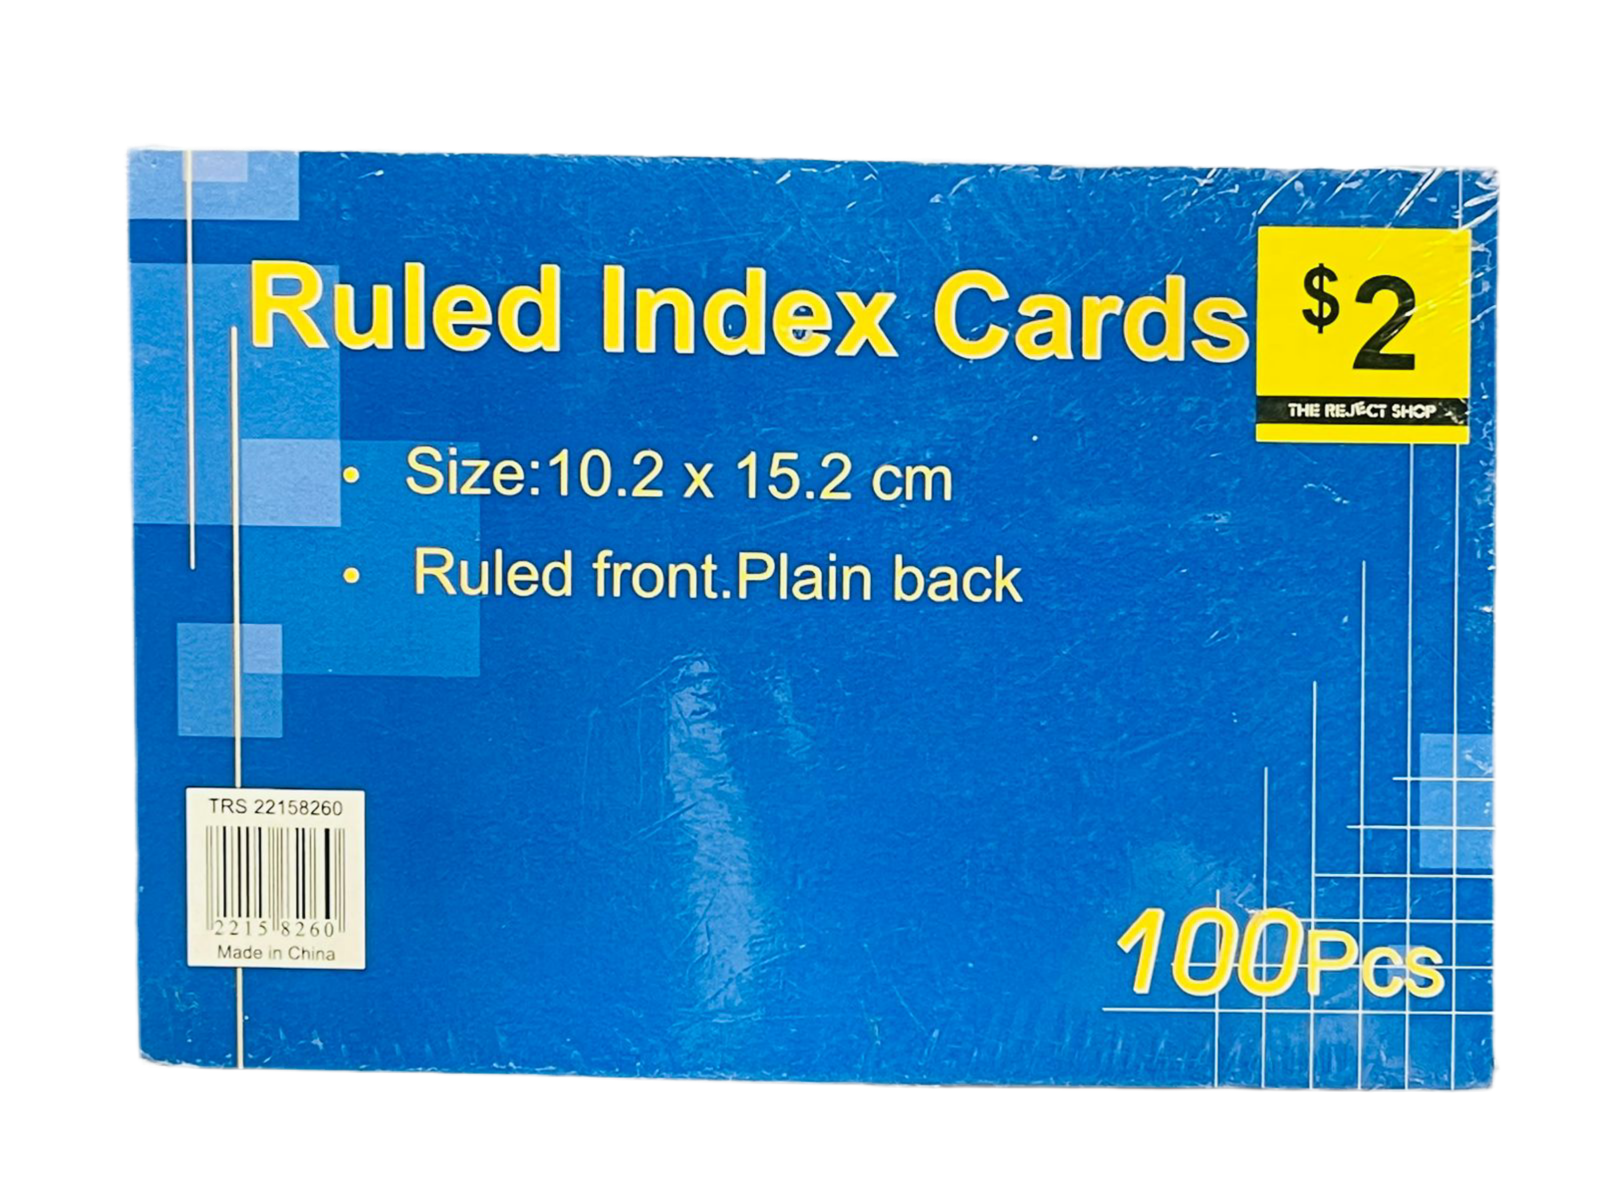 Ruled Index Cards
$2
THE REJECT SHOP
• Size:10.2 x 15.2 cm
• Ruled front.Plain back
TRS 22158260
2215 8260
Made in China
100Pcs